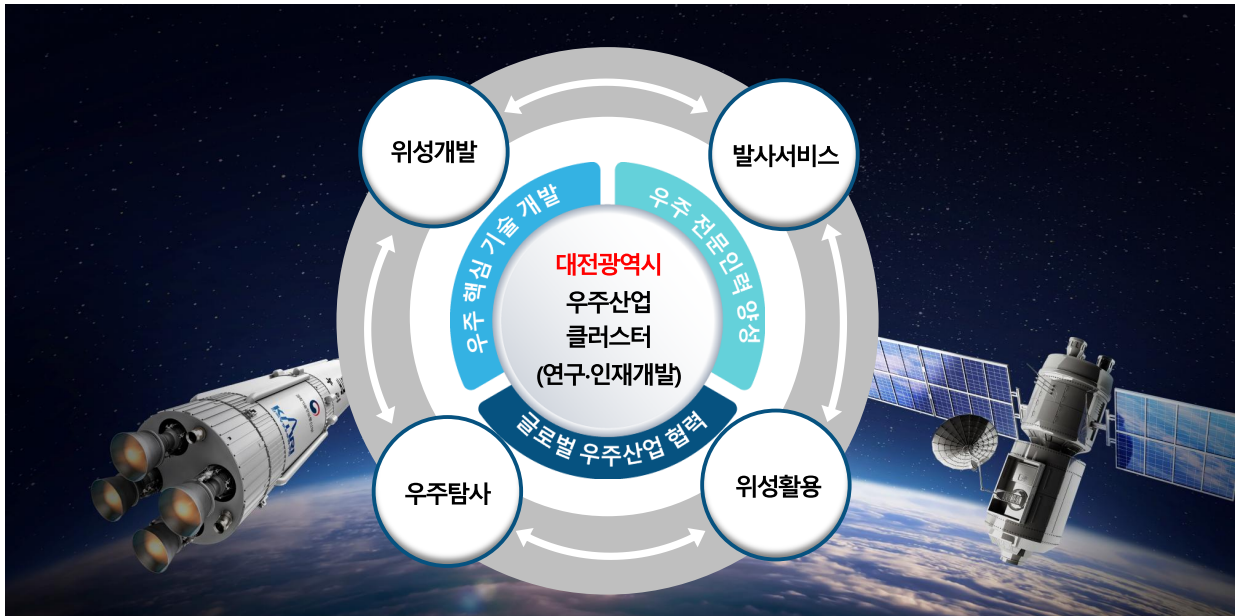 위성개발
발사서비스
우주 핵심 기술 개발
우주 전문인력 양성
대전광역시
우주산업
클러스터
(연구·인재개발)
글로벌 우주산업 협력
우주탐사
위성활용